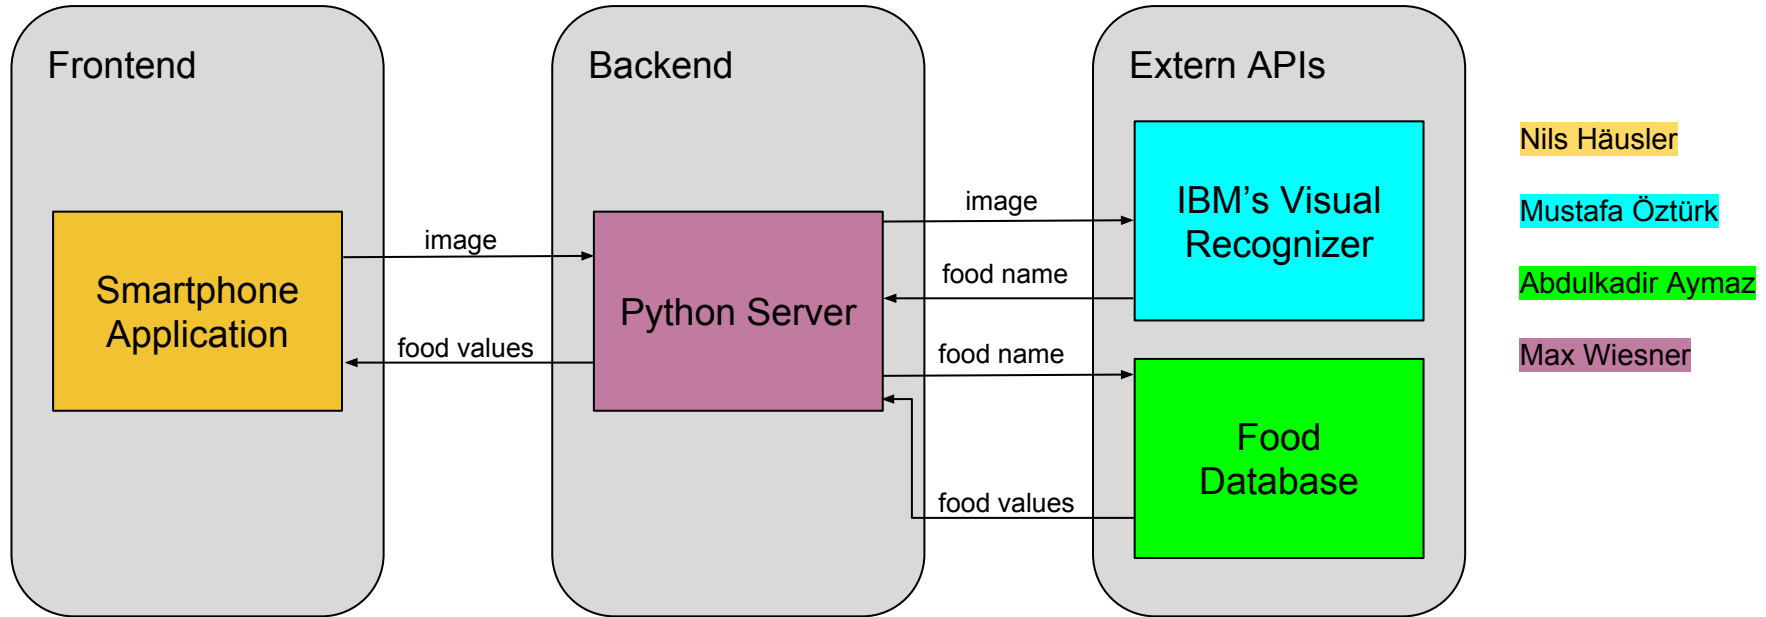 Frontend
Smartphone
Application
image
food values
Backend
Python Server
image
food name
food name
food values
Extern APIs
IBM’s Visual
Recognizer
Food
Database
Nils Häusler
Mustafa Öztürk
Abdulkadir Aymaz
Max Wiesner